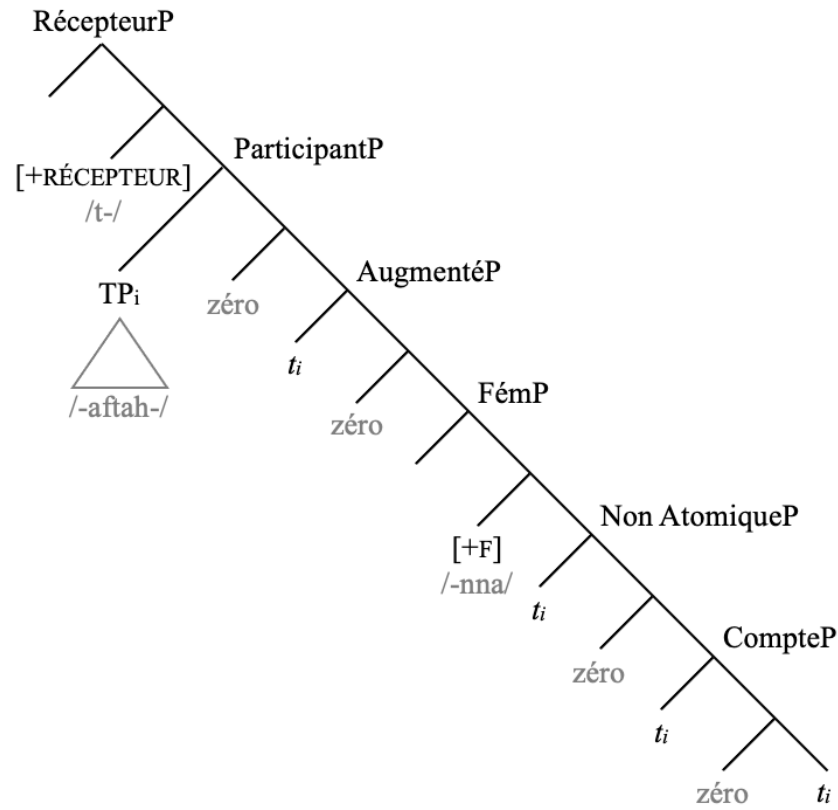 RécepteurP
ParticipantP
[+RÉCEPTEUR]
/t-/
AugmentéP
TPi
zéro
/-aftah-/
ti
FémP
zéro
Non AtomiqueP
[+F]
/-nna/
ti
CompteP
zéro
ti
zéro
ti